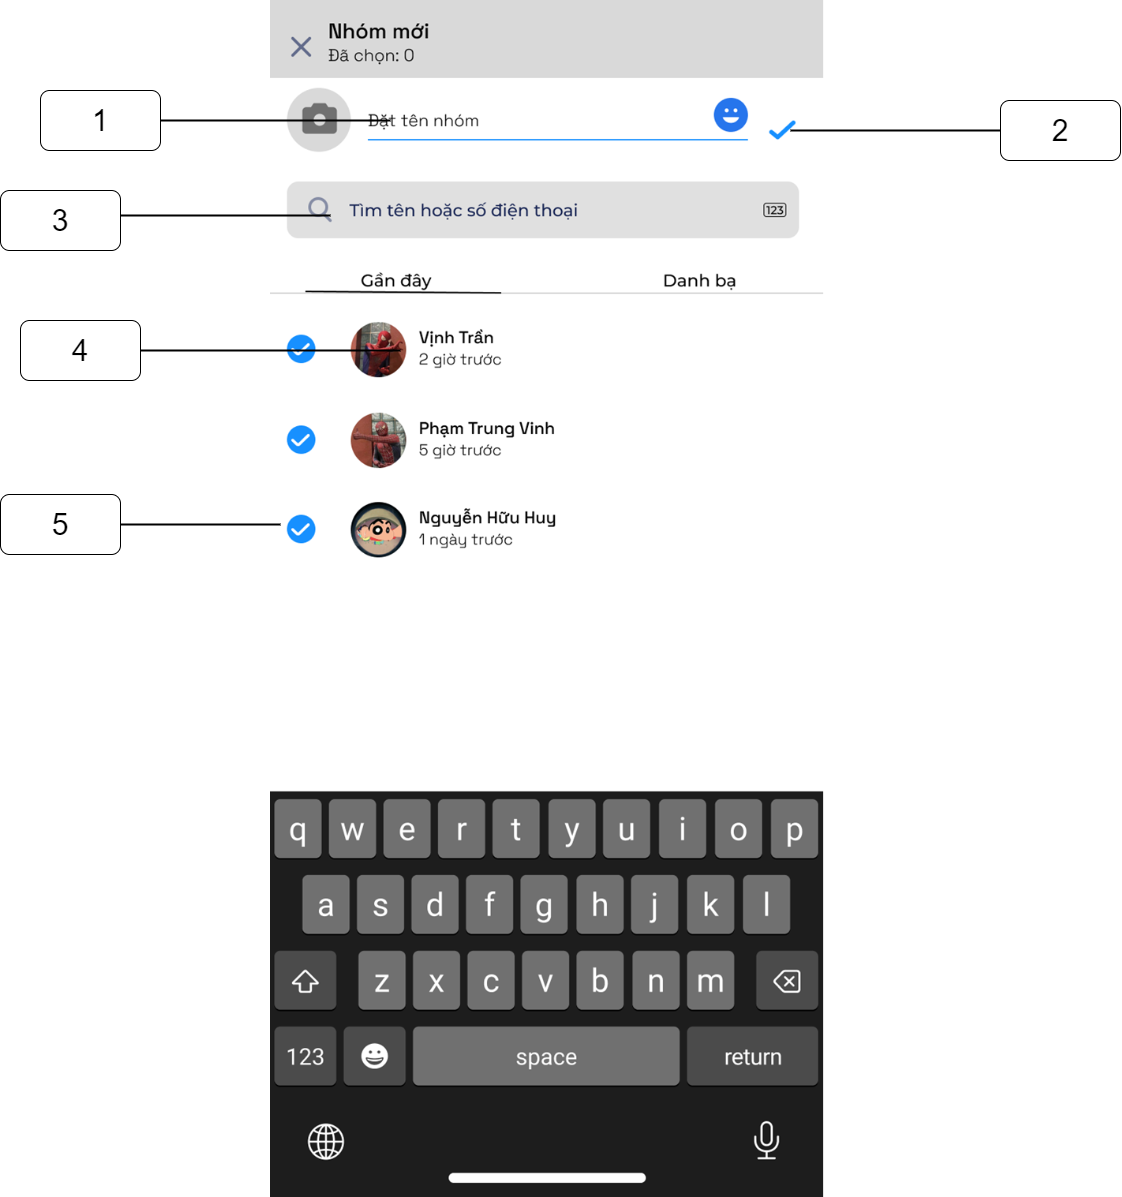 Nhóm mới
Đã chọn: 0
1
Đặt tên nhóm
2
3
Tìm tên hoặc số điện thoại
123
Gần đây
Danh bạ
4
Vịnh Trần
2 giờ trước
Phạm Trung Vinh
5 giờ trước
5
Nguyễn Hữu Huy
1 ngày trước
q w e r t y u i o p
a s d f g h j k l
z x c v b n m
123 space return